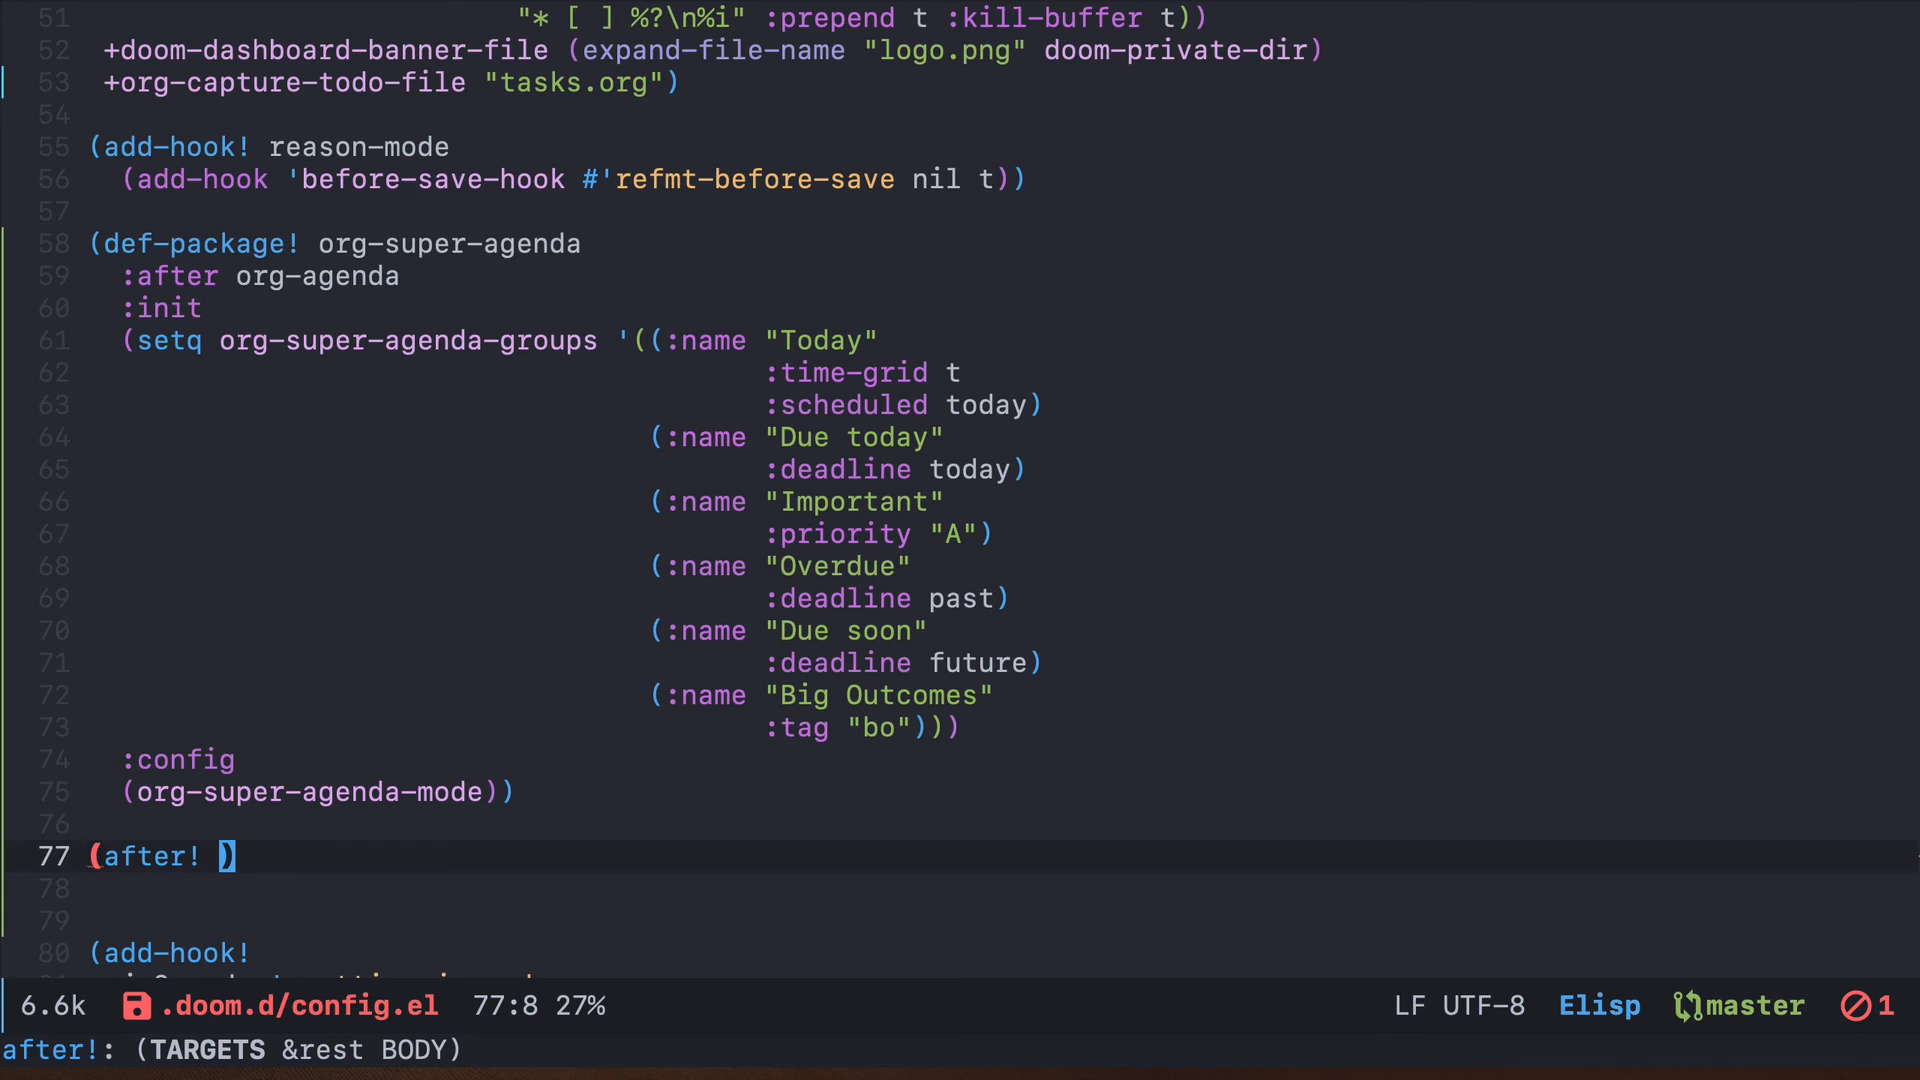 51 "* [ ] %?\n%i" :prepend t :kill-buffer t))
52 +doom-dashboard-banner-file (expand-file-name "logo.png" doom-private-dir)
53 +org-capture-todo-file "tasks.org")
54
55 (add-hook! reason-mode
56 (add-hook 'before-save-hook #'refmt-before-save nil t))
57
58 (def-package! org-super-agenda
59 :after org-agenda
60 :init
61 (setq org-super-agenda-groups '((:name "Today"
62 :time-grid t
63 :scheduled today)
64 (:name "Due today"
65 :deadline today)
66 (:name "Important"
67 :priority "A")
68 (:name "Overdue"
69 :deadline past)
70 (:name "Due soon"
71 :deadline future)
72 (:name "Big Outcomes"
73 :tag "bo")))
74 :config
75 (org-super-agenda-mode))
76
77 (after! )
78
79
80 (add-hook!
6.6k .doom.d/config.el 77:8 27% LF UTF-8 Elisp master 1
after!: (TARGETS &rest BODY)